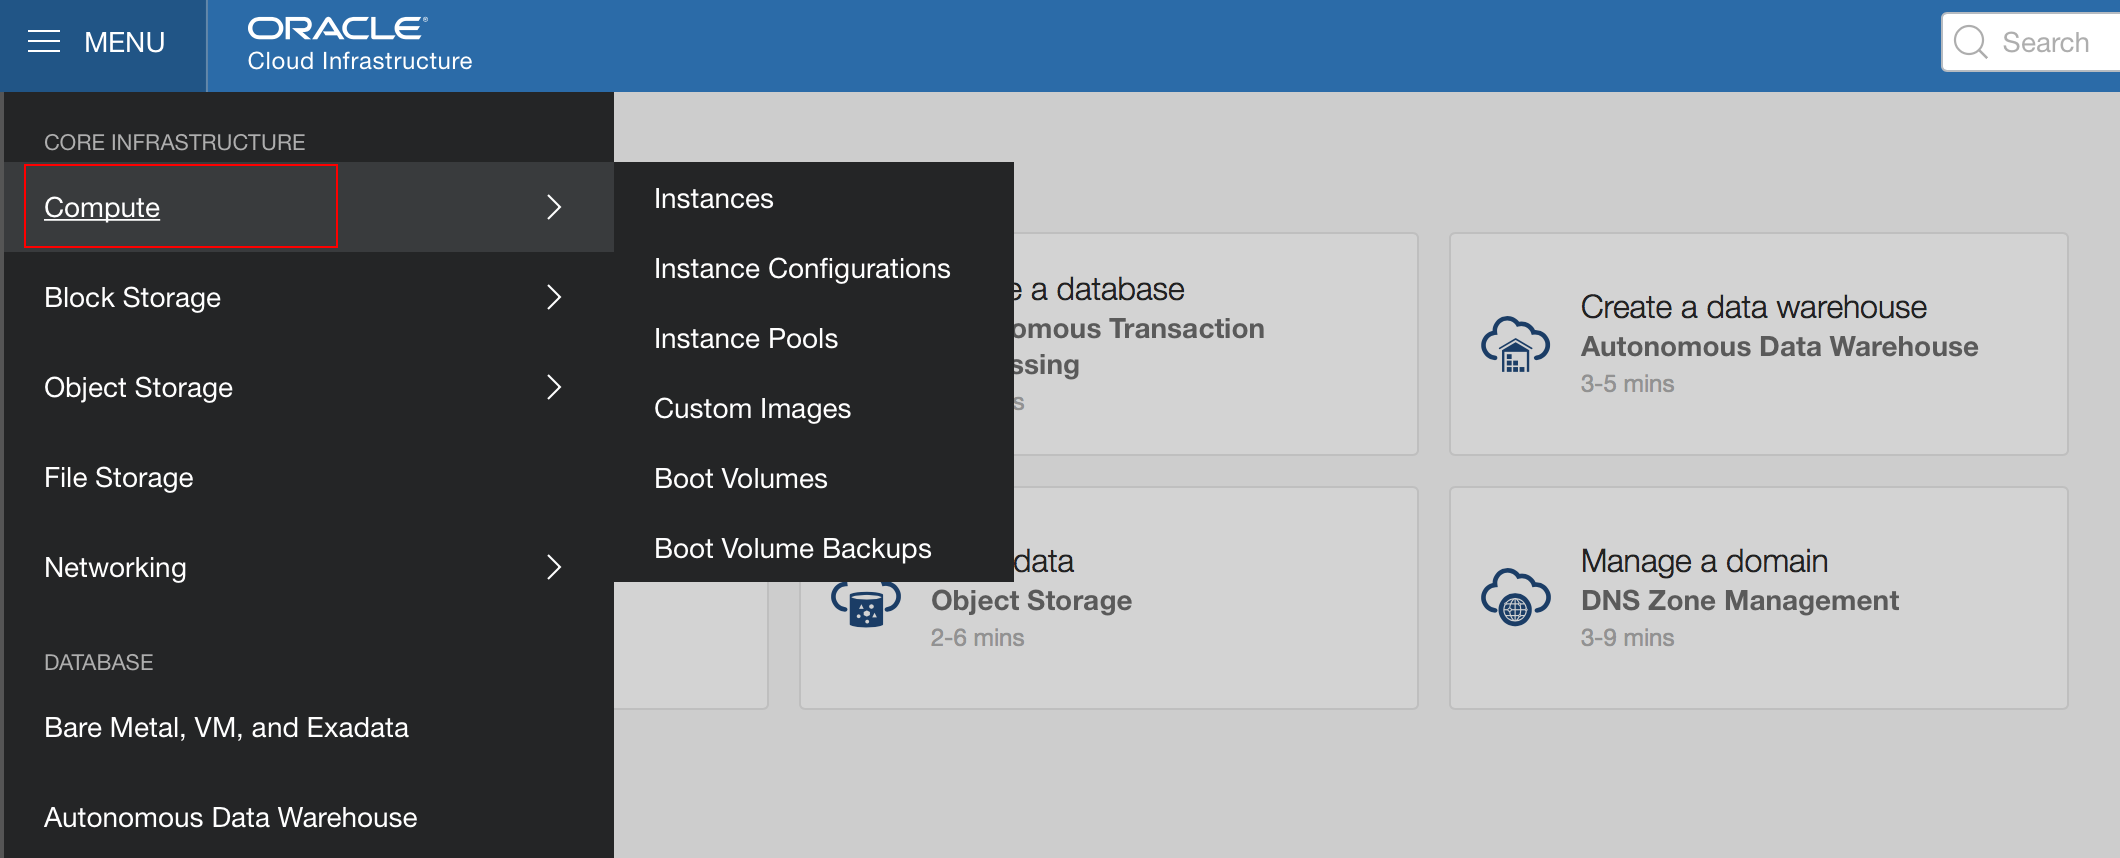 MENU
ORACLE
Cloud Infrastructure
Search
CORE INFRASTRUCTURE
Compute
Block Storage
Object Storage
File Storage
Networking
DATABASE
Bare Metal, VM, and Exadata
Autonomous Data Warehouse
Instances
Instance Configurations
Instance Pools
Custom Images
Boot Volumes
Boot Volume Backups
a database
Transaction
Create a data warehouse
Autonomous Data Warehouse
3-5 mins
data
Object Storage
2-6 mins
Manage a domain
DNS Zone Management
3-9 mins